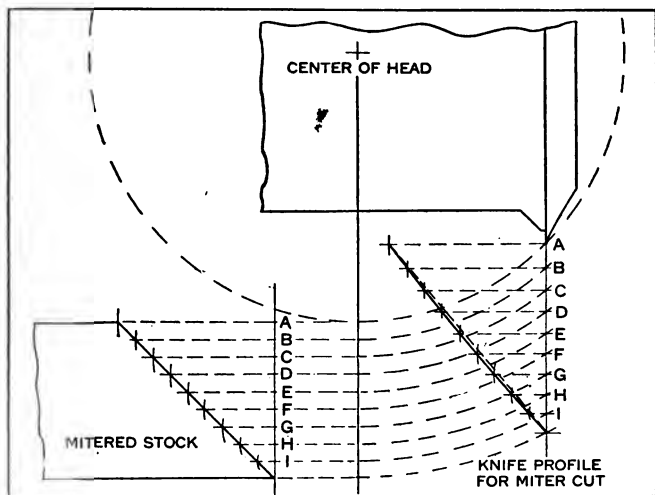 CENTER OF HEAD
A
B
C
D
E
F
G
H
I
A
B
C
D
E
F
G
H
I
MITERED STOCK
KNIFE PROFILE
FOR MITER CUT